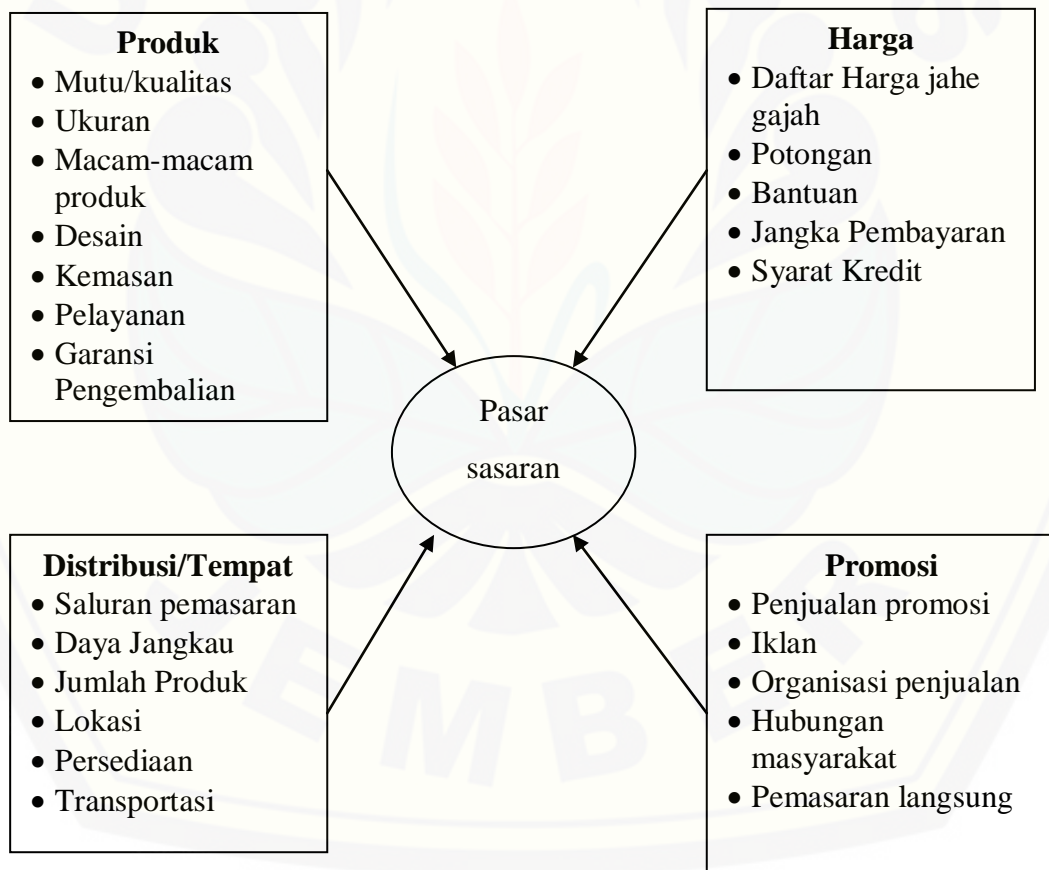 Produk
• Mutu/kualitas
• Ukuran
• Macam-macam
produk
• Desain
• Kemasan
• Pelayanan
• Garansi
Pengembalian
Harga
• Daftar Harga jahe
gajah
• Potongan
• Bantuan
• Jangka Pembayaran
• Syarat Kredit
Pasar
sasaran
Distribusi/Tempat
• Saluran pemasaran
• Daya Jangkau
• Jumlah Produk
• Lokasi
• Persediaan
• Transportasi
Promosi
• Penjualan promosi
• Iklan
• Organisasi penjualan
• Hubungan
masyarakat
• Pemasaran langsung
JEMBER